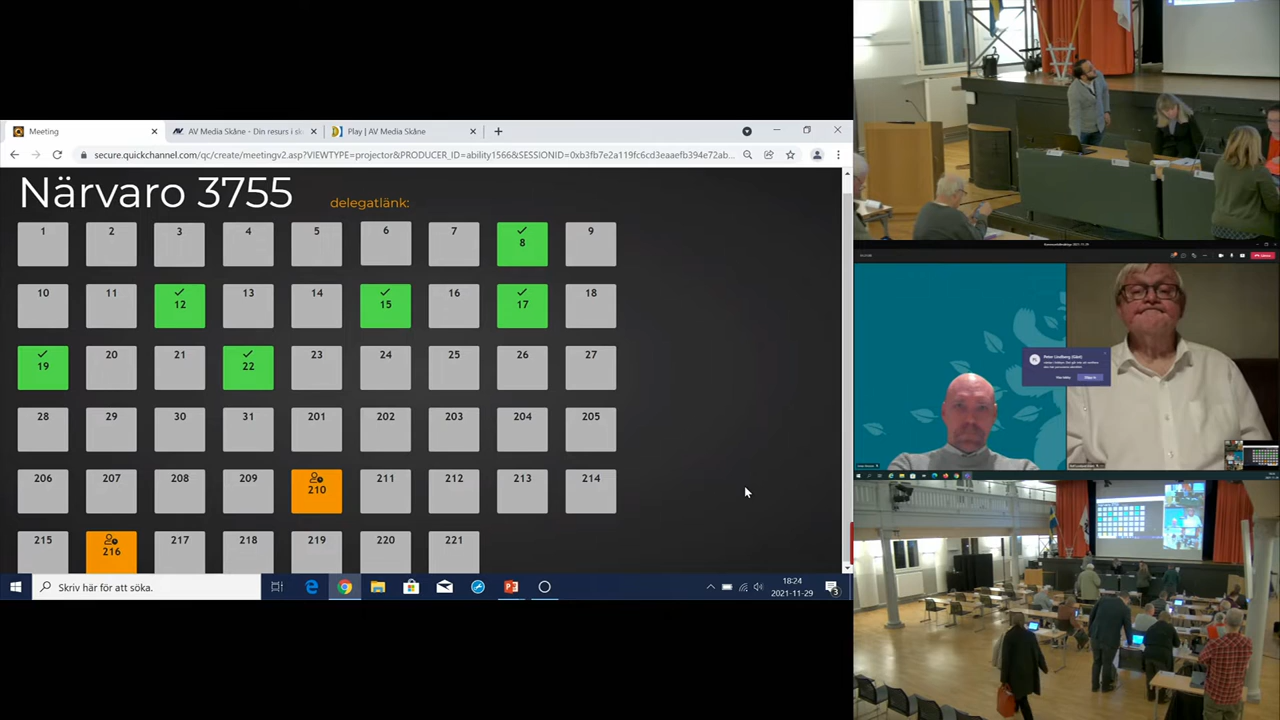 Meeting
AV Media Skåne - Din resurs i sk
Play | AV Media Skåne
secure.quickchannel.com/qc/create/meetingv2.asp?VIEWTYPE=projector&PRODUCER_ID=ability1566&SESSIONID=0xb3fb7e2a119fc6cd3eaaefb394e72ab...
Närvaro 3755
delegatlänk:
1 2 3 4 5 6 7 8 9
10 11 12 13 14 15 16 17 18
19 20 21 22 23 24 25 26 27
28 29 30 31 201 202 203 204 205
206 207 208 209 210 211 212 213 214
215 216 217 218 219 220 221
Skriv här för att söka.
18:24
2021-11-29
3
Peter Lindberg (Gäst)